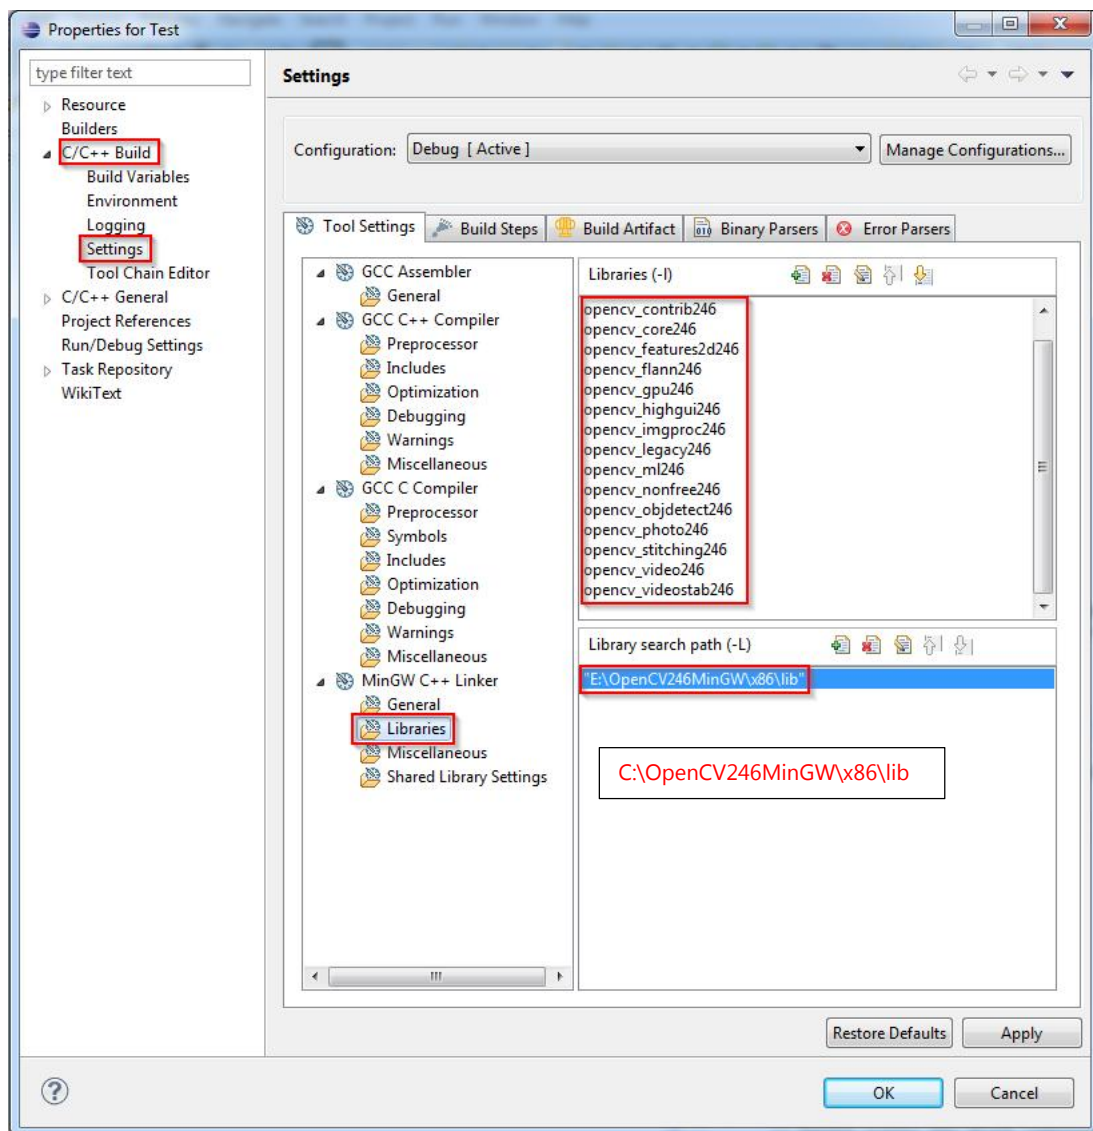 Properties for Test
type filter text
Resource
Builders
C/C++ Build
Build Variables
Environment
Logging
Settings
Tool Chain Editor
C/C++ General
Project References
Run/Debug Settings
Task Repository
WikiText
Settings
Configuration: Debug [ Active ] Manage Configurations...
Tool Settings Build Steps Build Artifact Binary Parsers Error Parsers
GCC Assembler
General
GCC C++ Compiler
Preprocessor
Includes
Optimization
Debugging
Warnings
Miscellaneous
GCC C Compiler
Preprocessor
Symbols
Includes
Optimization
Debugging
Warnings
Miscellaneous
MinGW C++ Linker
General
Libraries
Miscellaneous
Shared Library Settings
Libraries (-l)
opencv_contrib246
opencv_core246
opencv_features2d246
opencv_flann246
opencv_gpu246
opencv_highgui246
opencv_imgproc246
opencv_legacy246
opencv_ml246
opencv_nonfree246
opencv_objdetect246
opencv_photo246
opencv_stitching246
opencv_video246
opencv_videostab246
Library search path (-L)
"E:\OpenCV246MinGW\x86\lib"
C:\OpenCV246MinGW\x86\lib
Restore Defaults Apply
OK Cancel